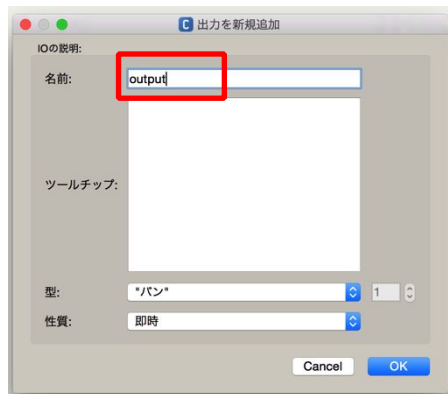 出力を新規追加
IOの説明:
名前: output
ツールチップ:
型: "バン" 1
性質: 即時
Cancel OK